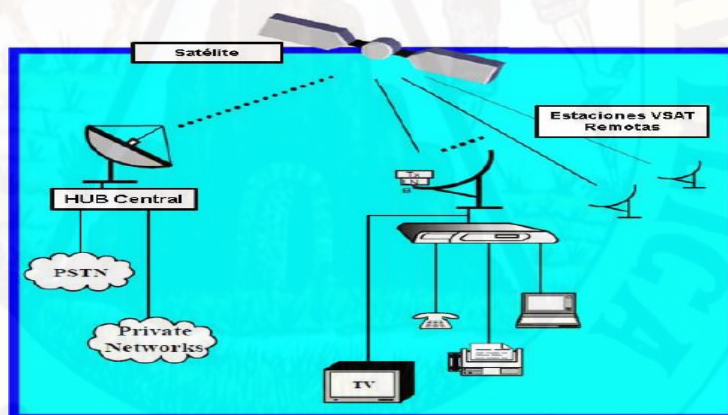 Satélite
Estaciones VSAT
Remotas
HUB Central
PSTN
Private
Networks
TV